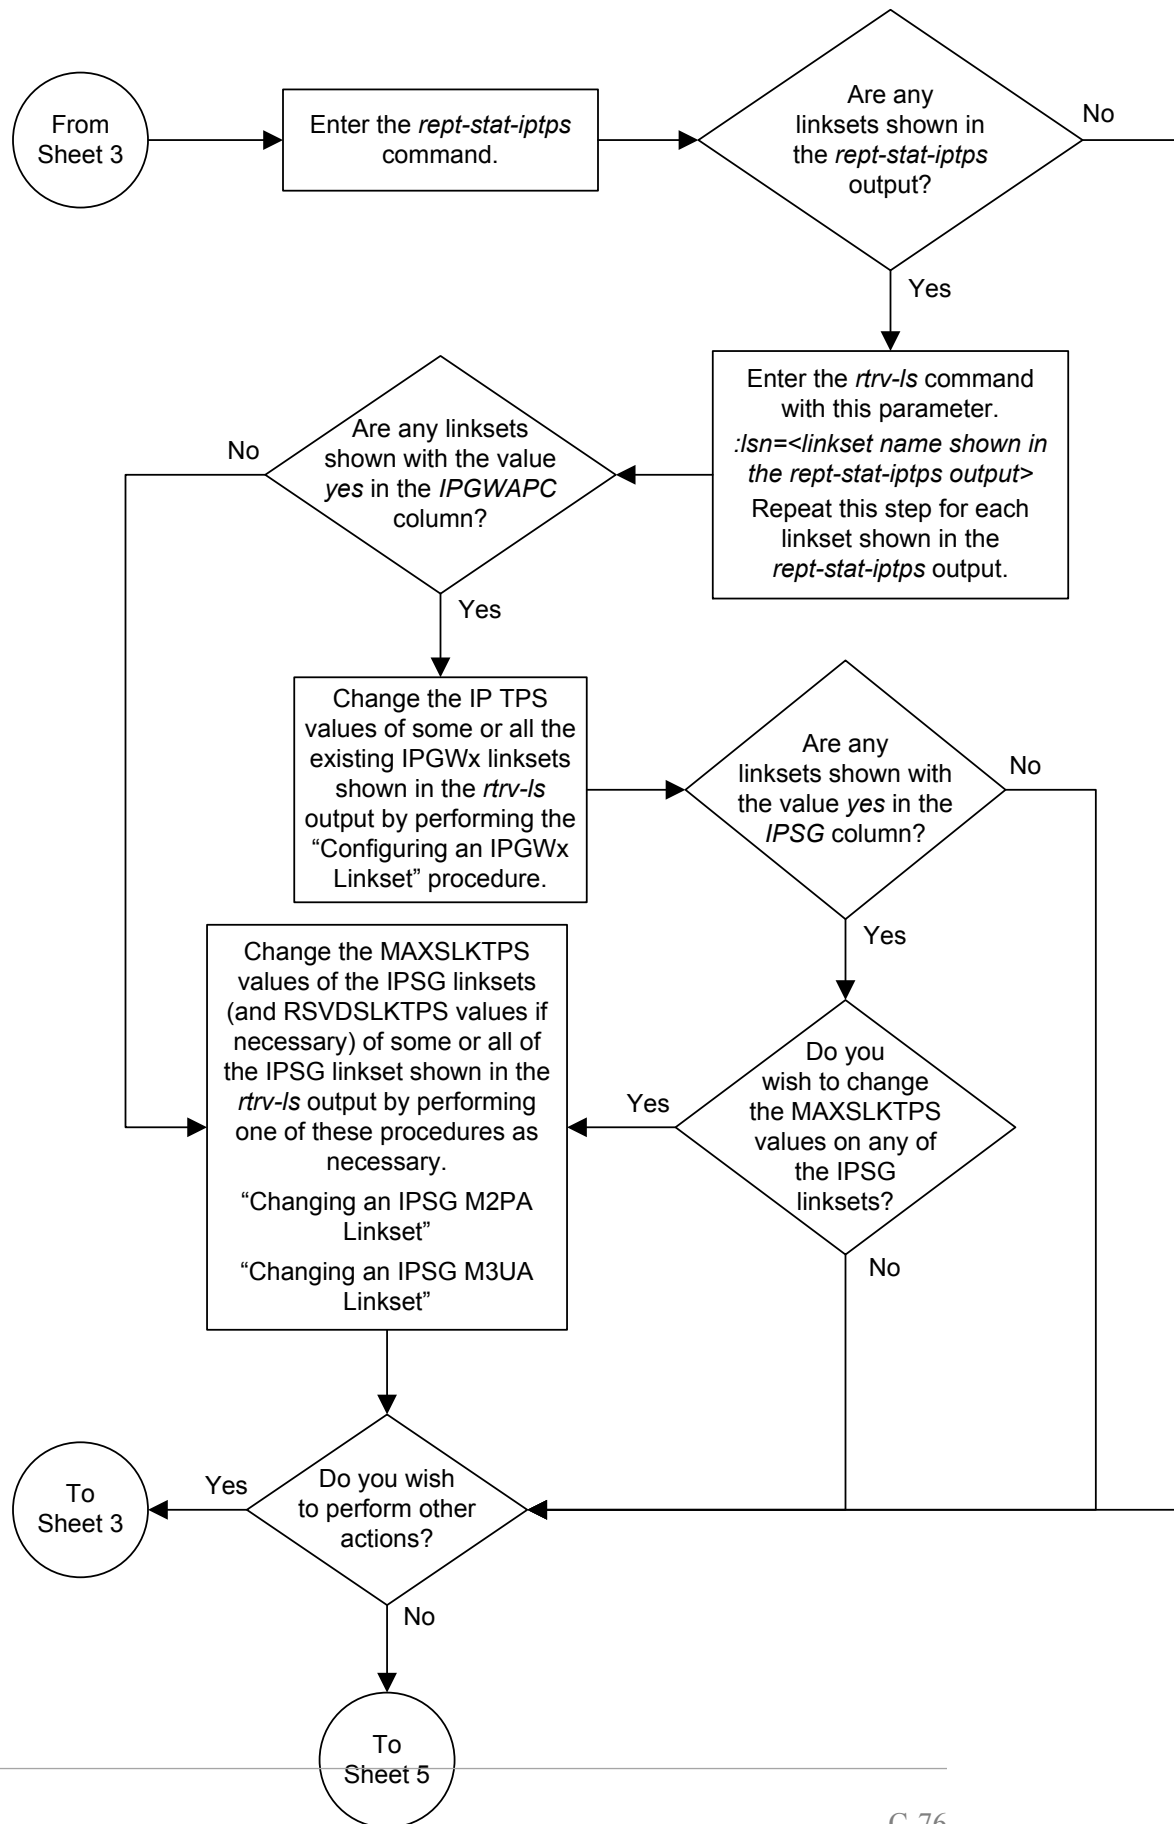 From
Sheet 3
Enter the rept-stat-iptps
command.
Are any
linksets shown in
the rept-stat-iptps
output?
No
Yes
Enter the rtrv-ls command
with this parameter.
:lsn=<linkset name shown in
the rept-stat-iptps output>
Repeat this step for each
linkset shown in the
rept-stat-iptps output.
Are any linksets
shown with the value
yes in the IPGWAPC
column?
No
Yes
Change the IP TPS
values of some or all the
existing IPGWx linksets
shown in the rtrv-ls
output by performing the
“Configuring an IPGWx
Linkset” procedure.
Are any
linksets shown with
the value yes in the
IPSG column?
No
Yes
Do you
wish to change
the MAXSLKTPS
values on any of
the IPSG
linksets?
Yes
No
Change the MAXSLKTPS
values of the IPSG linksets
(and RSVDSLKTPS values if
necessary) of some or all of
the IPSG linkset shown in the
rtrv-ls output by performing
one of these procedures as
necessary.
“Changing an IPSG M2PA
Linkset”
“Changing an IPSG M3UA
Linkset”
Do you wish
to perform other
actions?
Yes
To
Sheet 3
No
To
Sheet 5
C-76